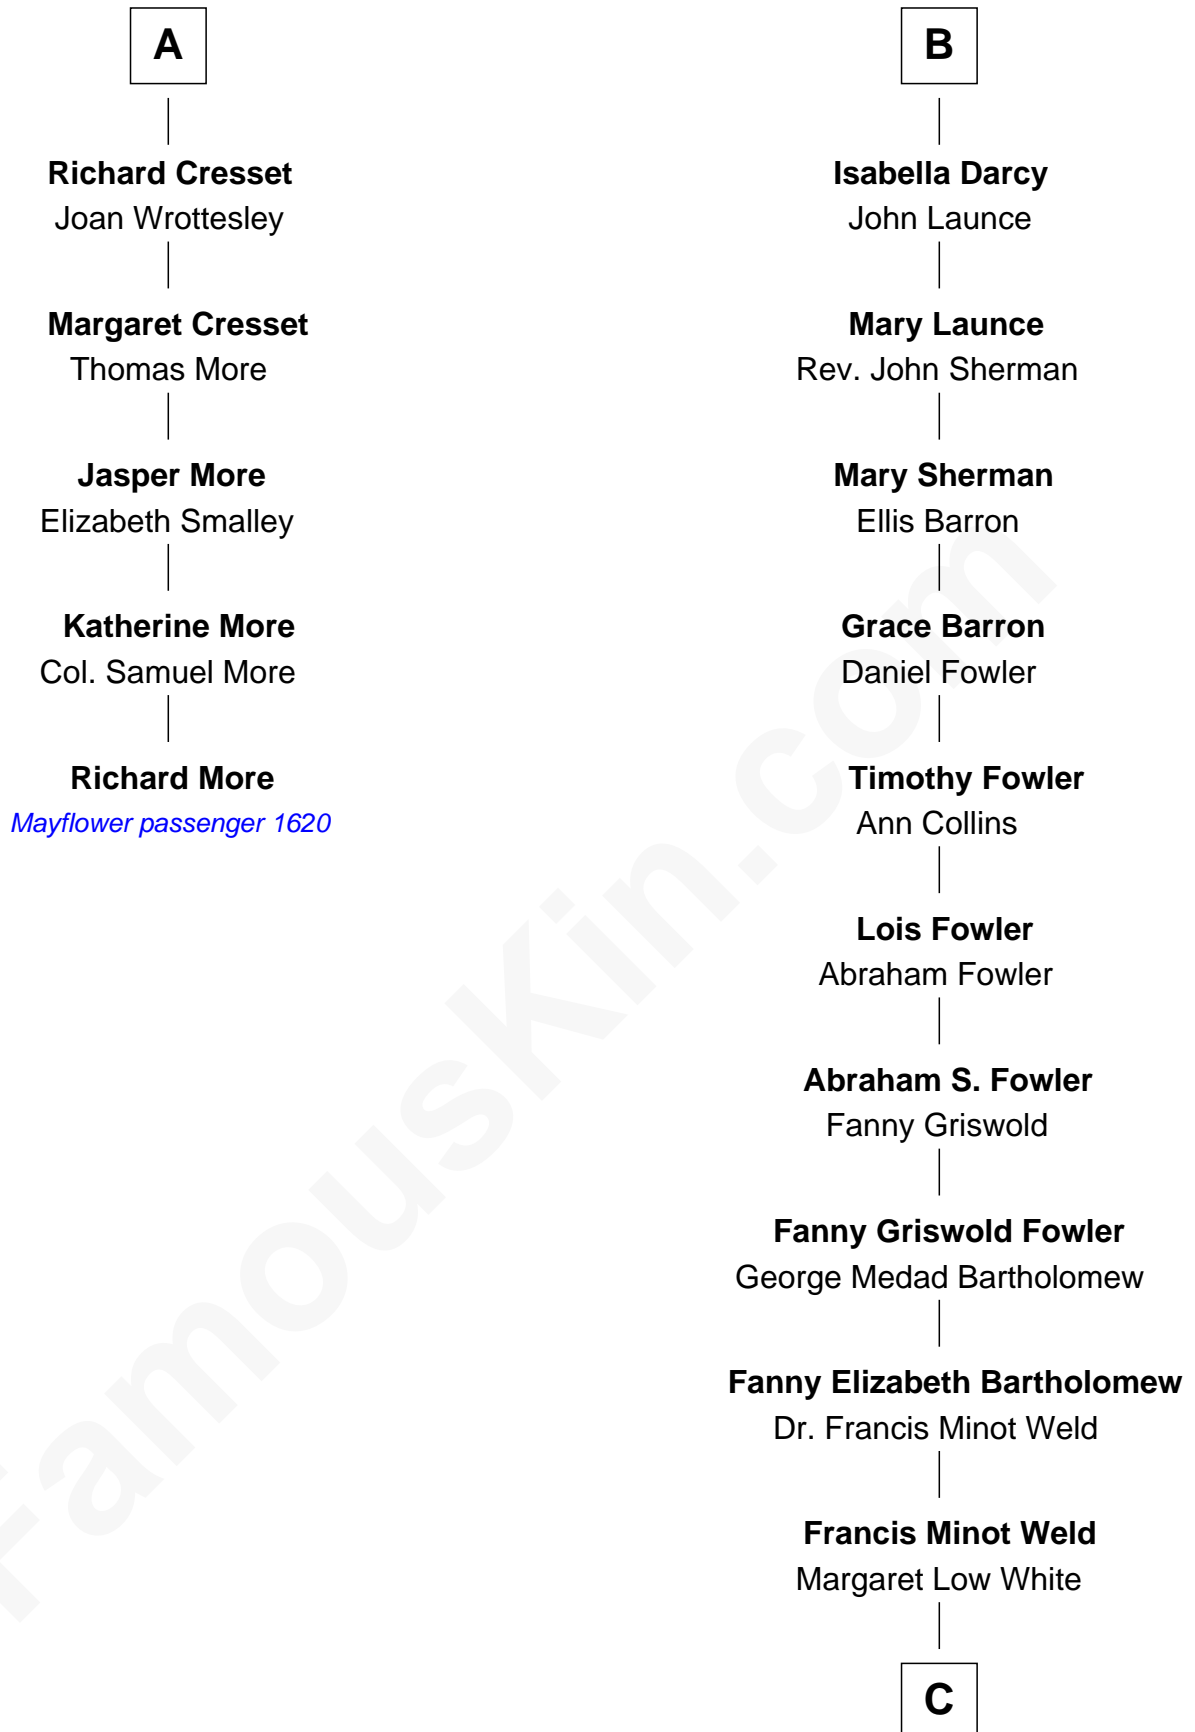 A
Richard Cresset
Joan Wrottesley
Margaret Cresset
Thomas More
Jasper More
Elizabeth Smalley
Katherine More
Col. Samuel More
Richard More
Mayflower passenger 1620
B
Isabella Darcy
John Launce
Mary Launce
Rev. John Sherman
Mary Sherman
Ellis Barron
Grace Barron
Daniel Fowler
Timothy Fowler
Ann Collins
Lois Fowler
Abraham Fowler
Abraham S. Fowler
Fanny Griswold
Fanny Griswold Fowler
George Medad Bartholomew
Fanny Elizabeth Bartholomew
Dr. Francis Minot Weld
Francis Minot Weld
Margaret Low White
C
FamousKin.com